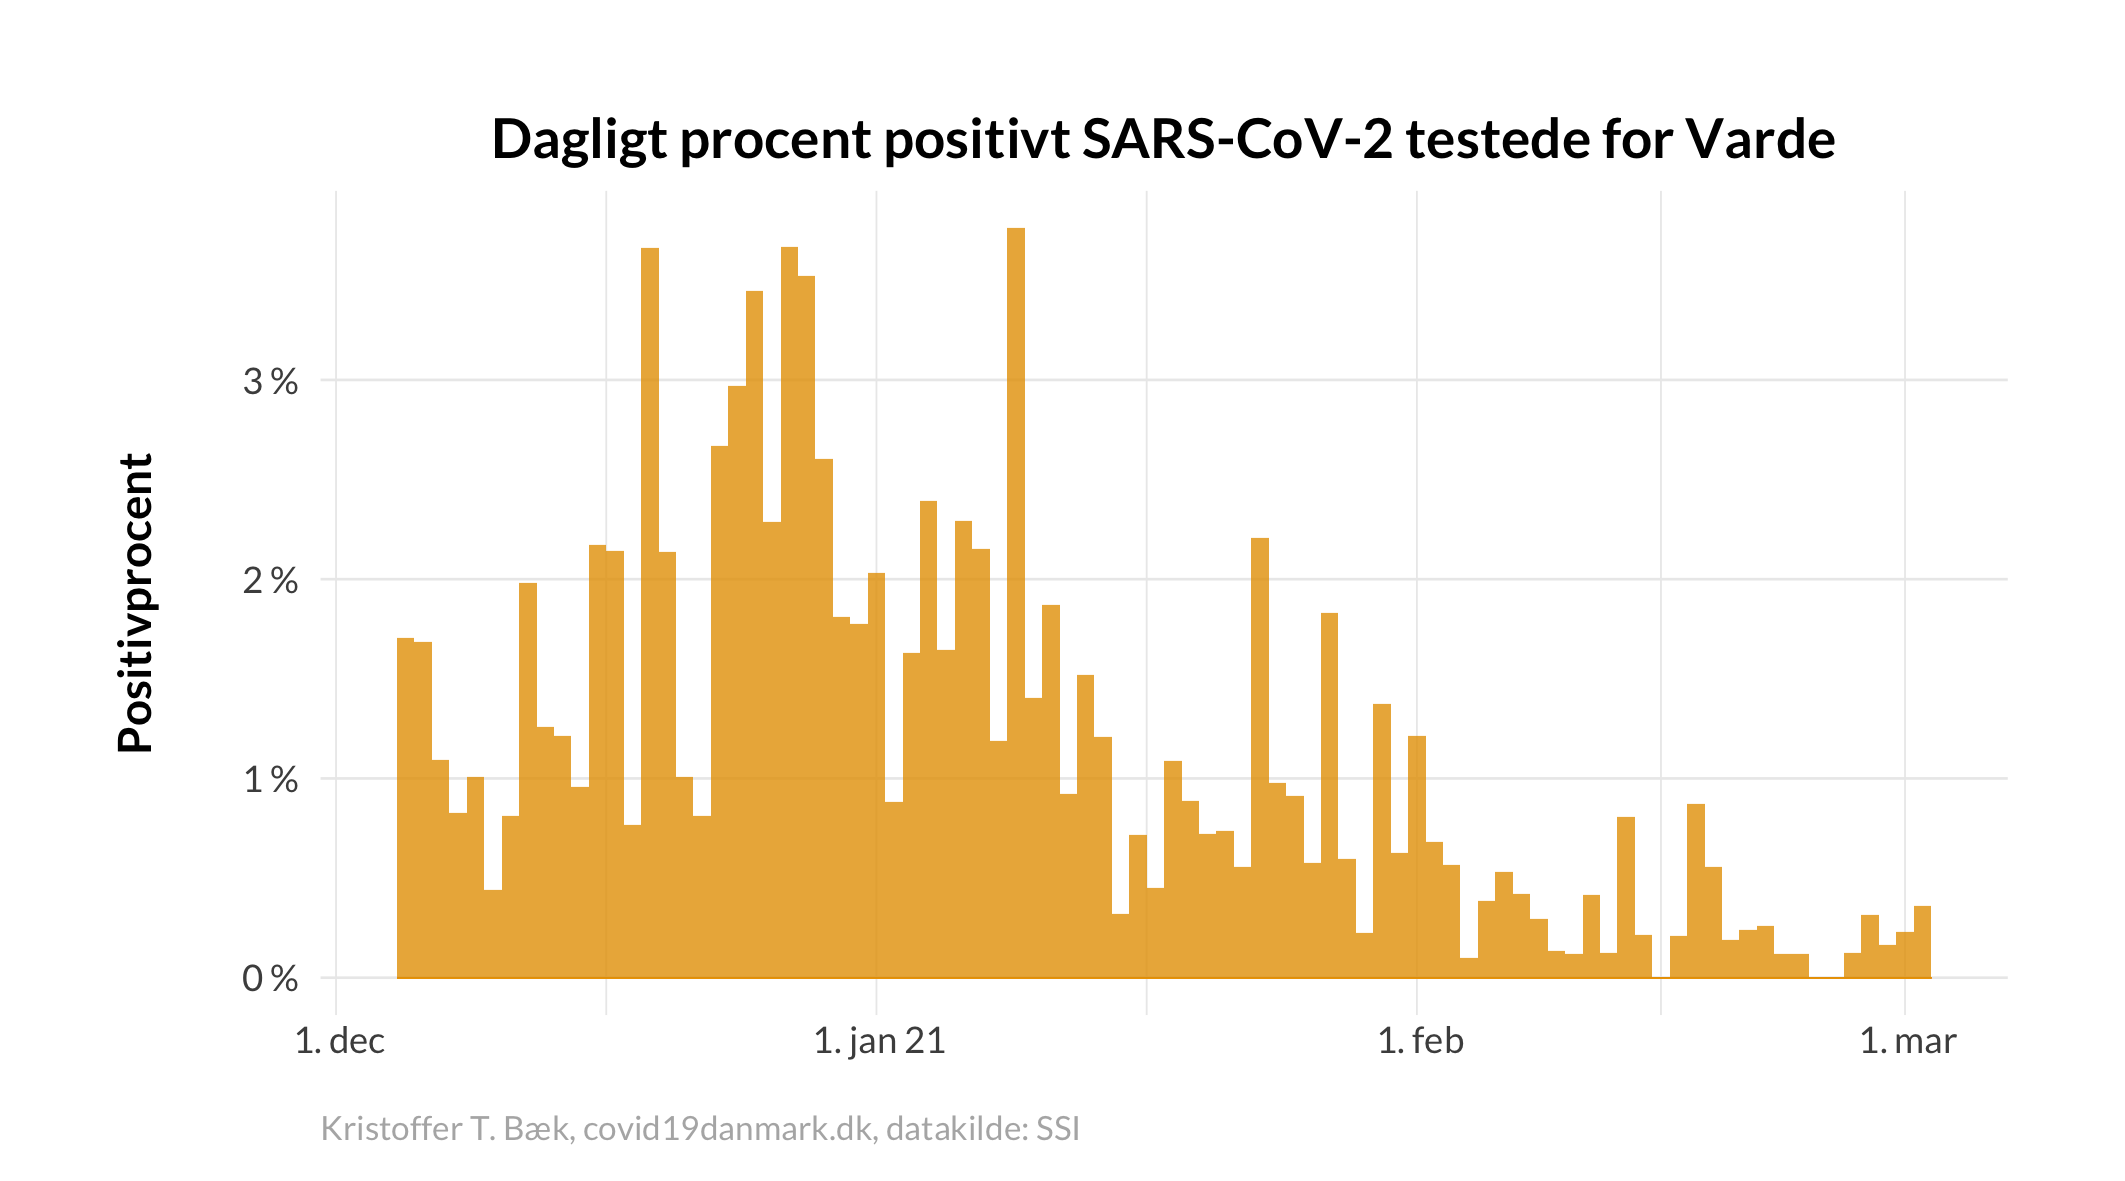 Dagligt procent positivt SARS-CoV-2 testede for Varde
Positivprocent
3 %
2 %
1 %
0 %
1. dec
1. jan 21
1. feb
1. mar
Kristoffer T. Bæk, covid19danmark.dk, datakilde: SSI